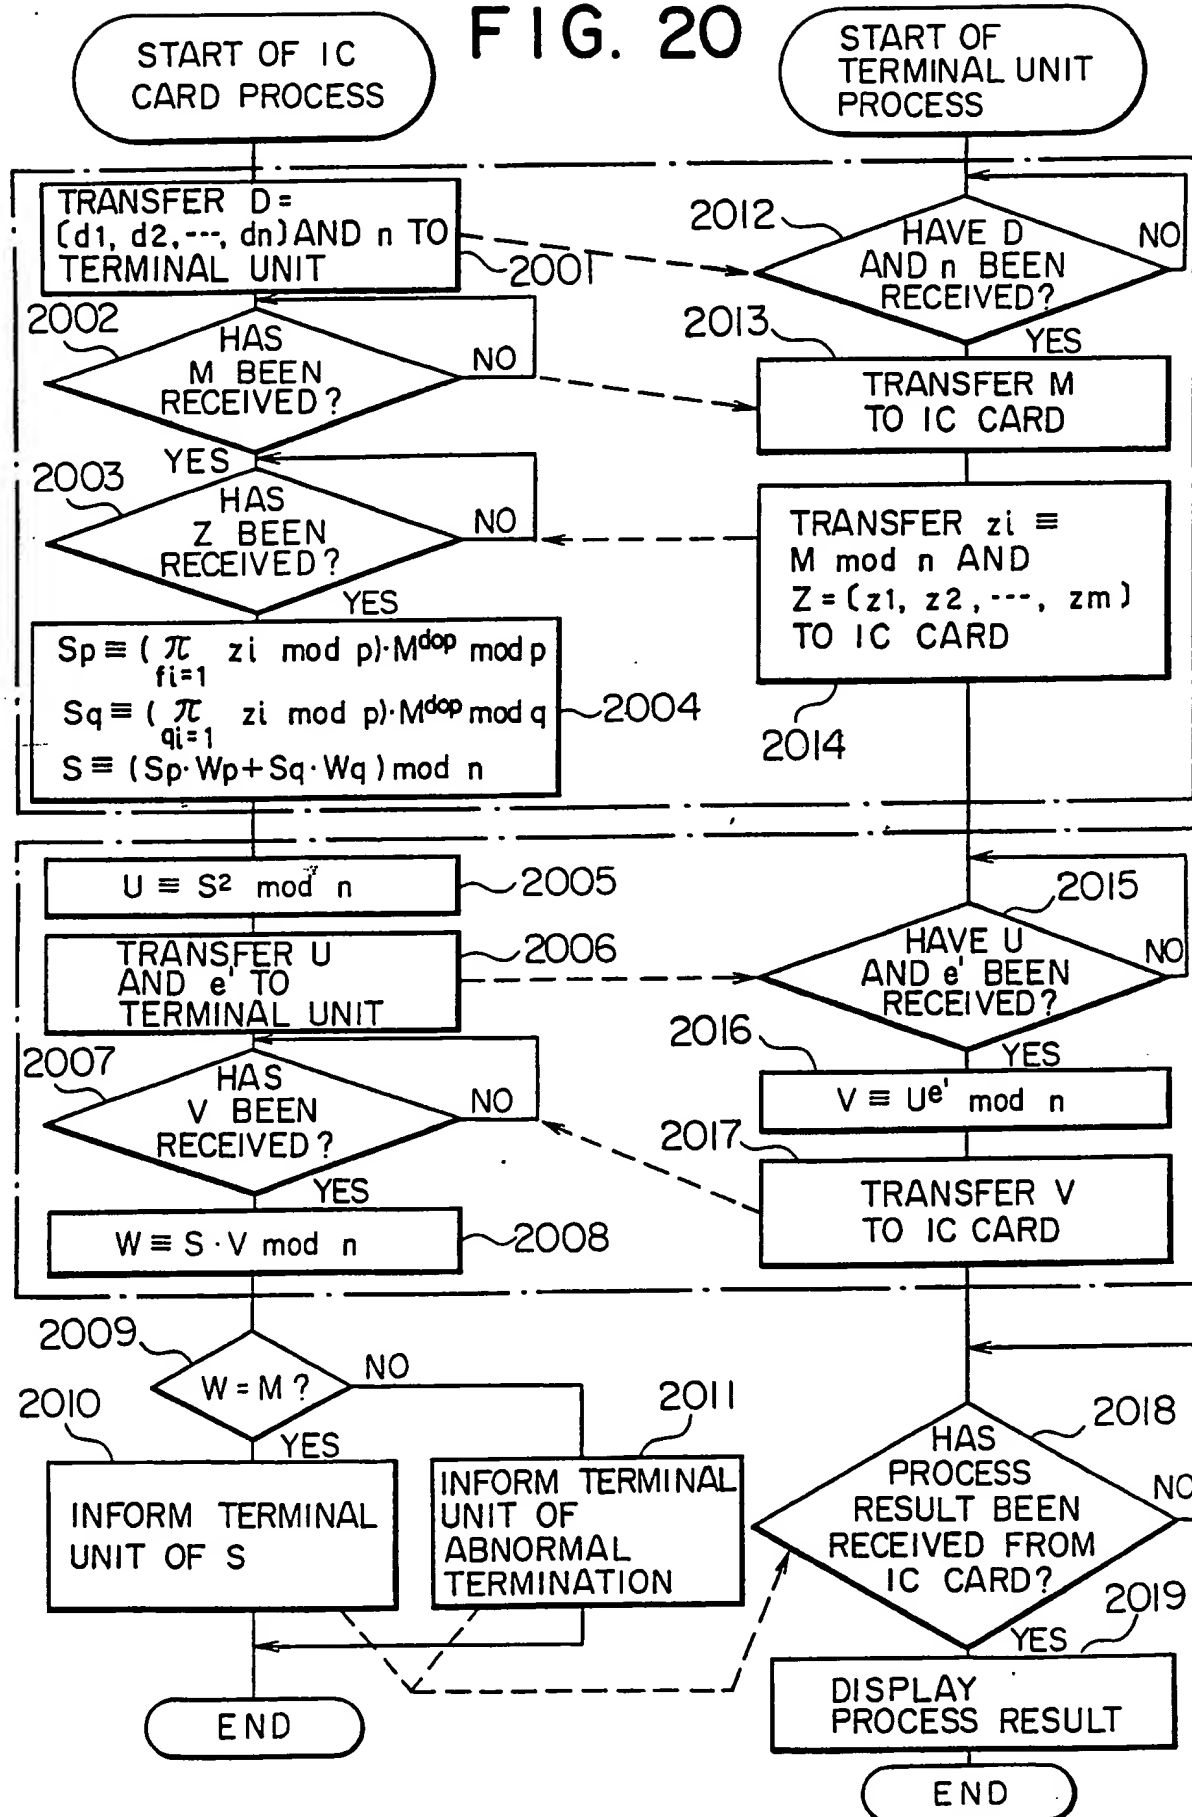 FIG. 20
START OF IC
CARD PROCESS
TRANSFER D=
(d1, d2,---, dn)AND n TO
TERMINAL UNIT
2001
2002
HAS
M BEEN
RECEIVED?
NO
YES
2003
HAS
Z BEEN
RECEIVED?
NO
YES
Sp ≡ ( π zi mod p)·M^dop mod p
fi=1
Sq ≡ ( π zi mod p)·M^dop mod q
qi=1
S ≡ (Sp·Wp+Sq·Wq) mod n
2004
U ≡ S² mod n
2005
TRANSFER U
AND e' TO
TERMINAL UNIT
2006
2007
HAS
V BEEN
RECEIVED?
NO
YES
W ≡ S · V mod n
2008
2009
W = M ?
NO
YES
2010
INFORM TERMINAL
UNIT OF S
2011
INFORM TERMINAL
UNIT OF
ABNORMAL
TERMINATION
END
START OF
TERMINAL UNIT
PROCESS
2012
HAVE D
AND n BEEN
RECEIVED?
NO
YES
2013
TRANSFER M
TO IC CARD
TRANSFER zi ≡
M mod n AND
Z = (z1, z2, ---, zm)
TO IC CARD
2014
2015
HAVE U
AND e' BEEN
RECEIVED?
NO
YES
2016
V ≡ U^e' mod n
2017
TRANSFER V
TO IC CARD
2018
HAS
PROCESS
RESULT BEEN
RECEIVED FROM
IC CARD?
NO
YES
2019
DISPLAY
PROCESS RESULT
END